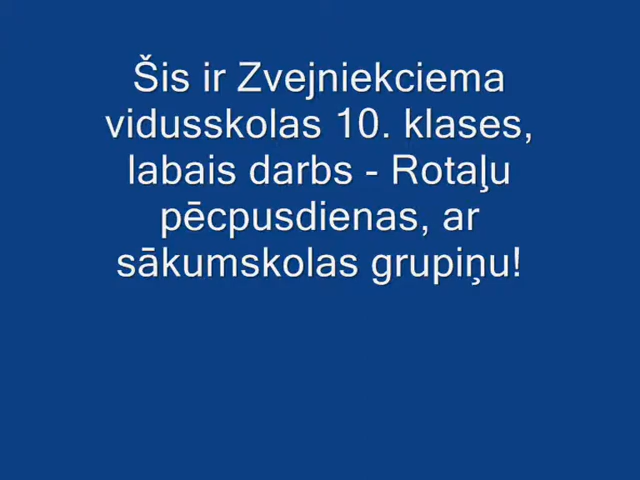 Šis ir Zvejniekciema
vidusskolas 10. klases,
labais darbs - Rotaļu
pēcpusdienas, ar
sākumskolas grupiņu!